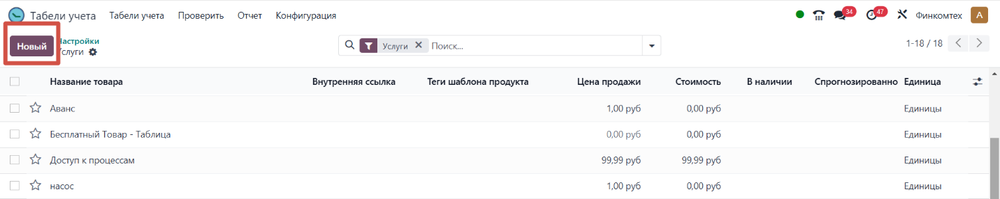 Табели учета Табели учета Проверить Отчет Конфигурация 34 47 Финкомтех A
Новый Настройки Услуги Услуги Поиск... 1-18 / 18
Название товара Внутренняя ссылка Теги шаблона продукта Цена продажи Стоимость В наличии Спрогнозированно Единица
Аванс 1,00 руб 0,00 руб Единицы
Бесплатный Товар - Таблица 0,00 руб 0,00 руб Единицы
Доступ к процессам 99,99 руб 99,99 руб Единицы
насос 1,00 руб 0,00 руб Единицы